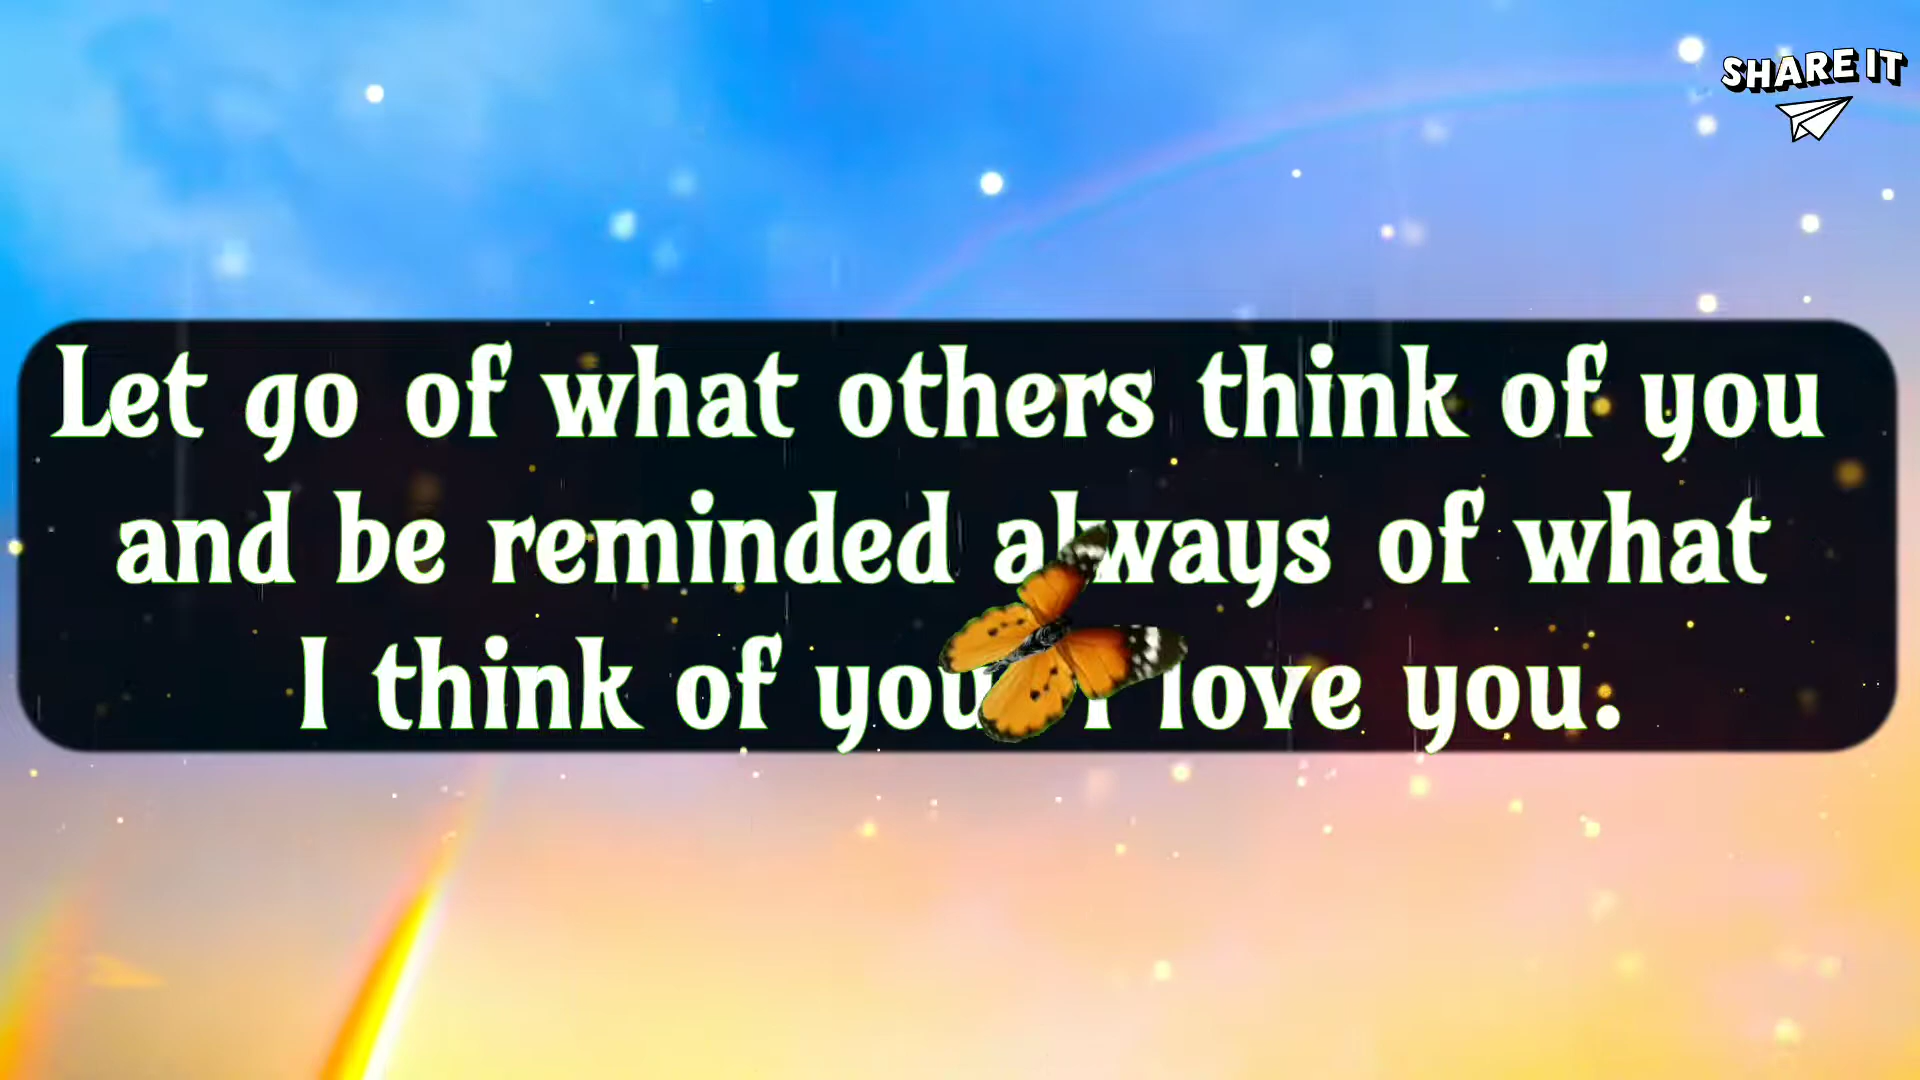 SHARE IT
Let go of what others think of you
and be reminded always of what
I think of you I love you.